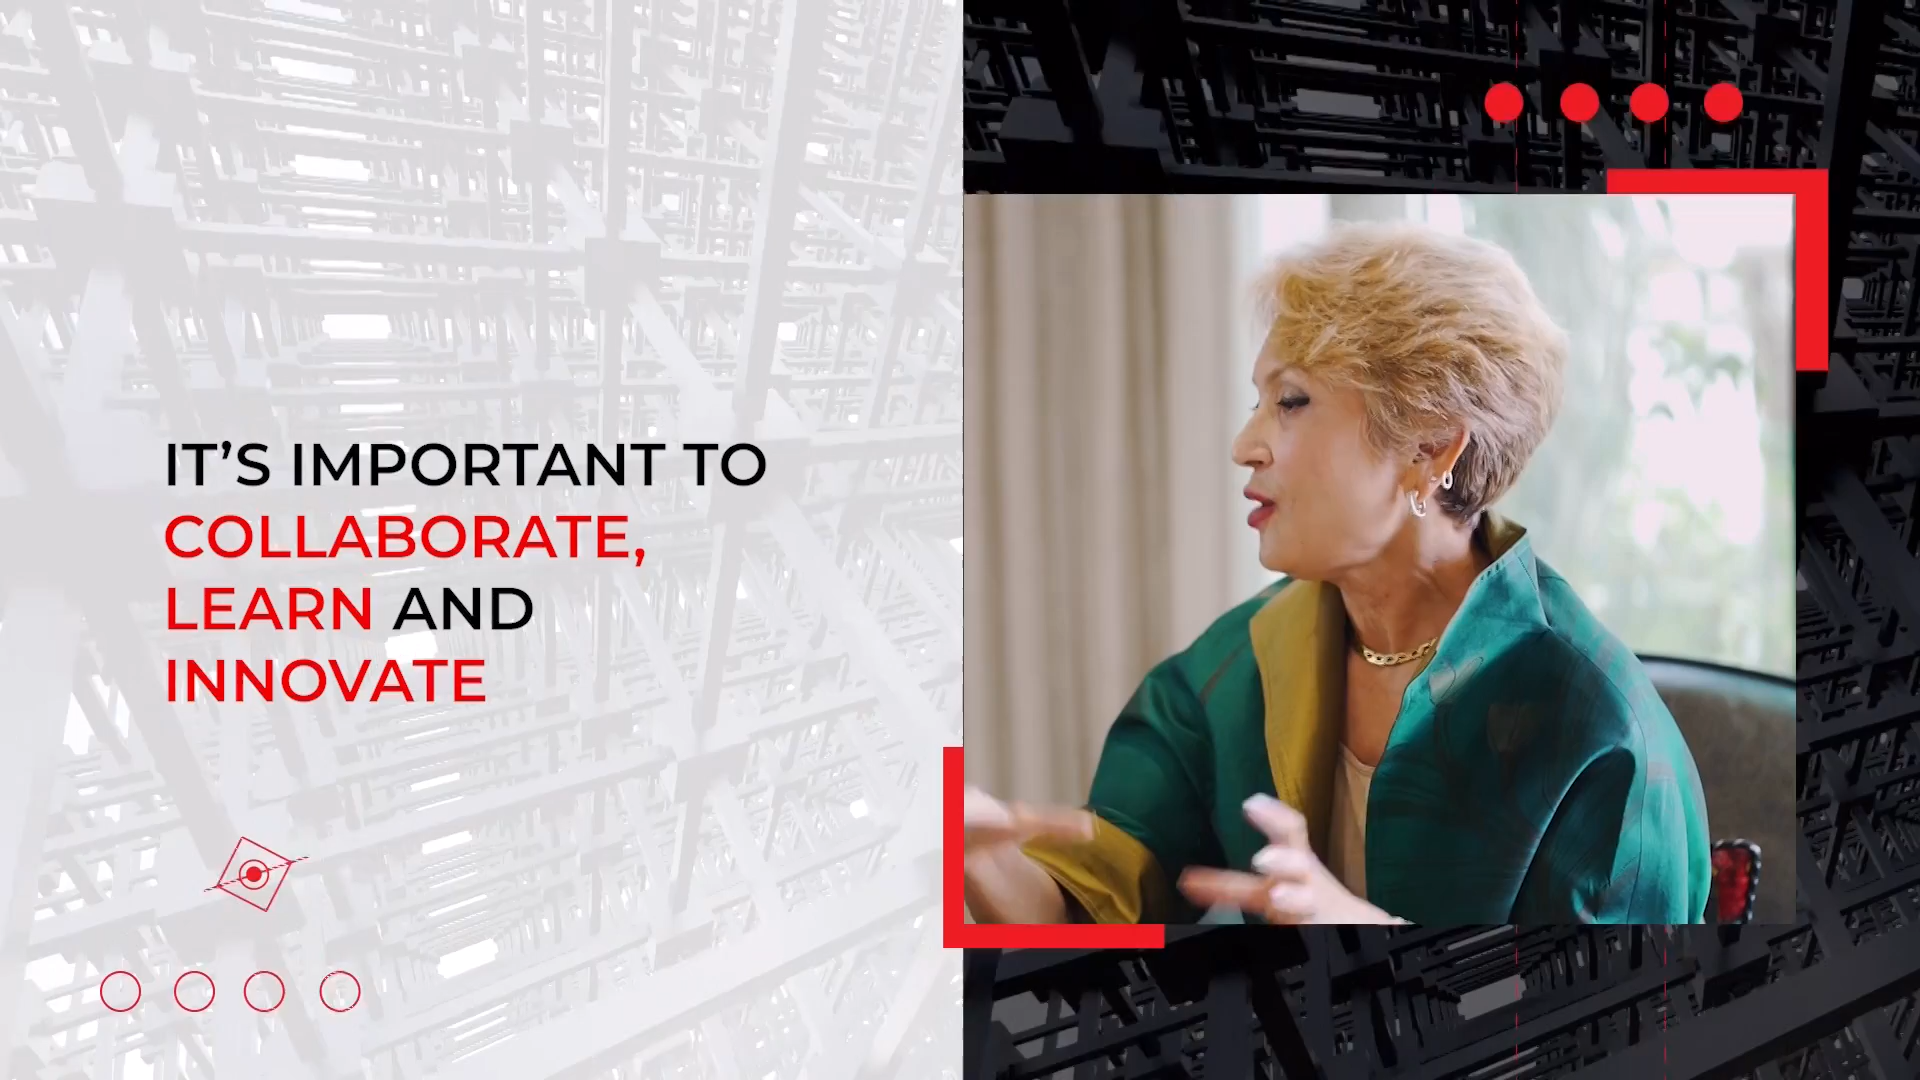 IT’S IMPORTANT TO
COLLABORATE,
LEARN AND
INNOVATE